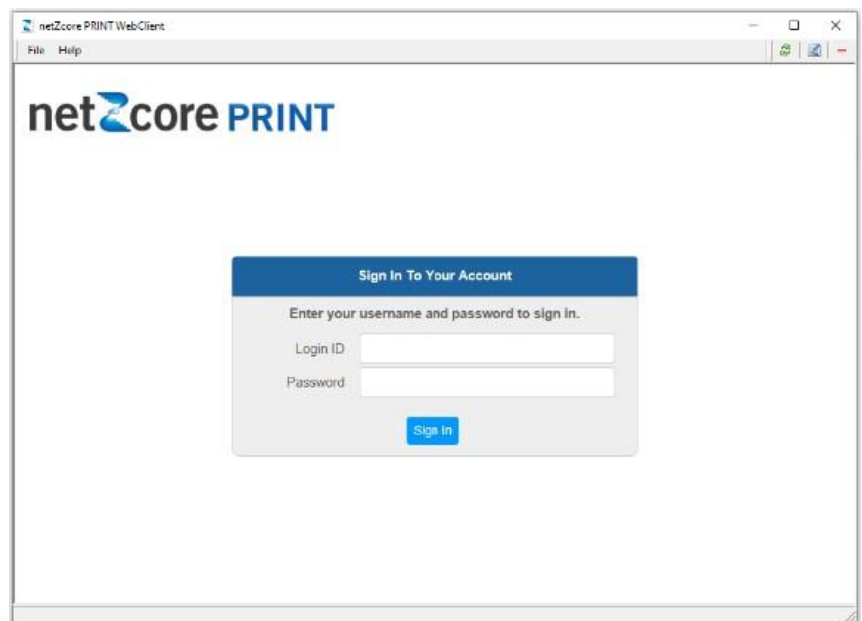 netZcore PRINT WebClient
File Help
netZcore PRINT
Sign In To Your Account
Enter your username and password to sign in.
Login ID
Password
Sign In